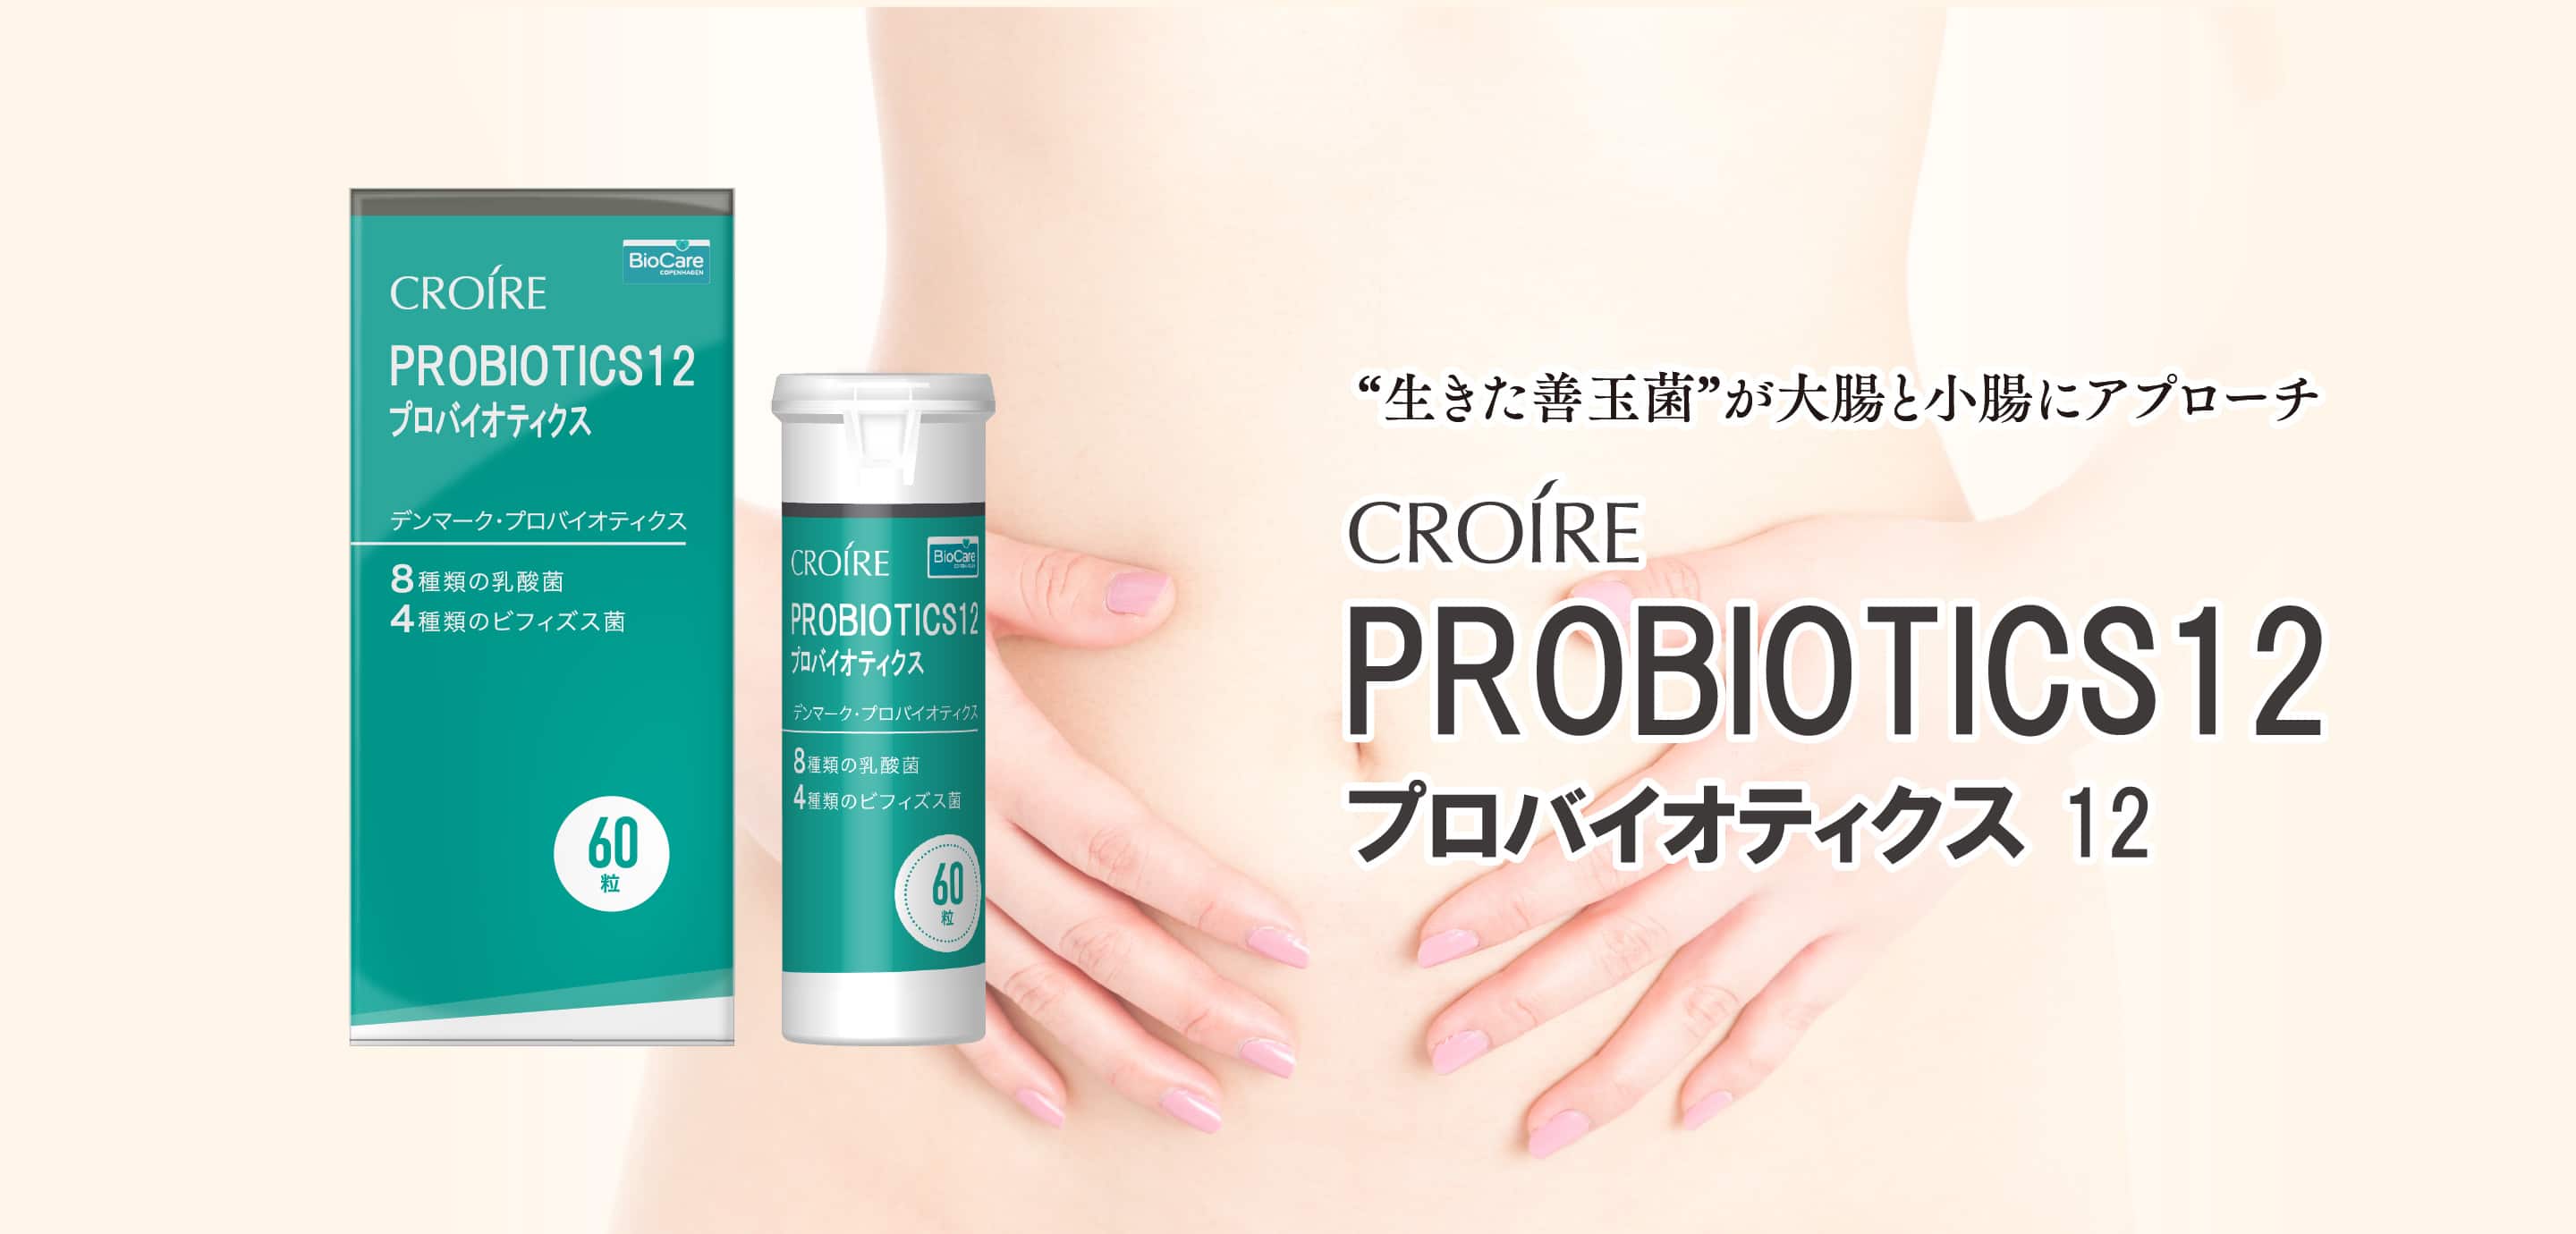 CROÍRE
BioCare
COPENHAGEN
PROBIOTICS12
プロバイオティクス
デンマーク・プロバイオティクス
8種類の乳酸菌
4種類のビフィズス菌
60
粒
CROÍRE
BioCare
PROBIOTICS12
プロバイオティクス
デンマーク・プロバイオティクス
8種類の乳酸菌
4種類のビフィズス菌
60
粒
“生きた善玉菌”が大腸と小腸にアプローチ
CROÍRE
PROBIOTICS12
プロバイオティクス 12